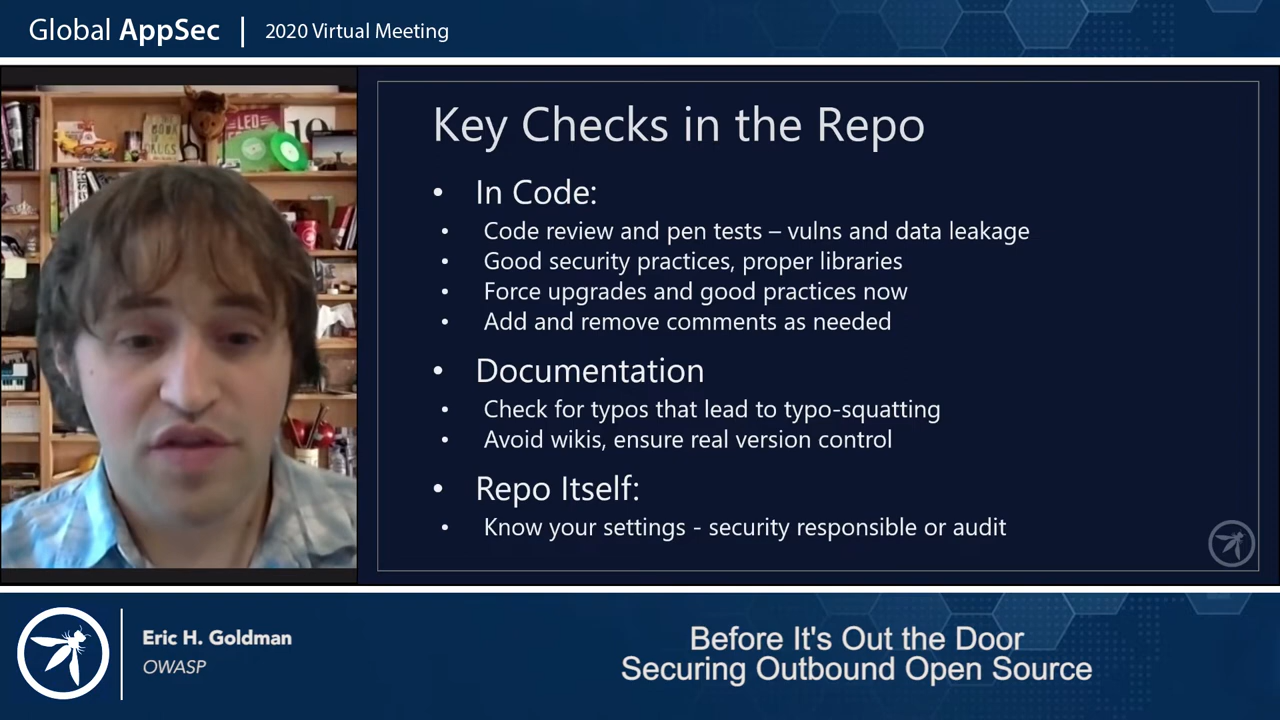 Global AppSec
2020 Virtual Meeting
LED
Key Checks in the Repo
• In Code:
• Code review and pen tests – vulns and data leakage
• Good security practices, proper libraries
• Force upgrades and good practices now
• Add and remove comments as needed
• Documentation
• Check for typos that lead to typo-squatting
• Avoid wikis, ensure real version control
• Repo Itself:
• Know your settings - security responsible or audit
Eric H. Goldman
OWASP
Before It's Out the Door
Securing Outbound Open Source